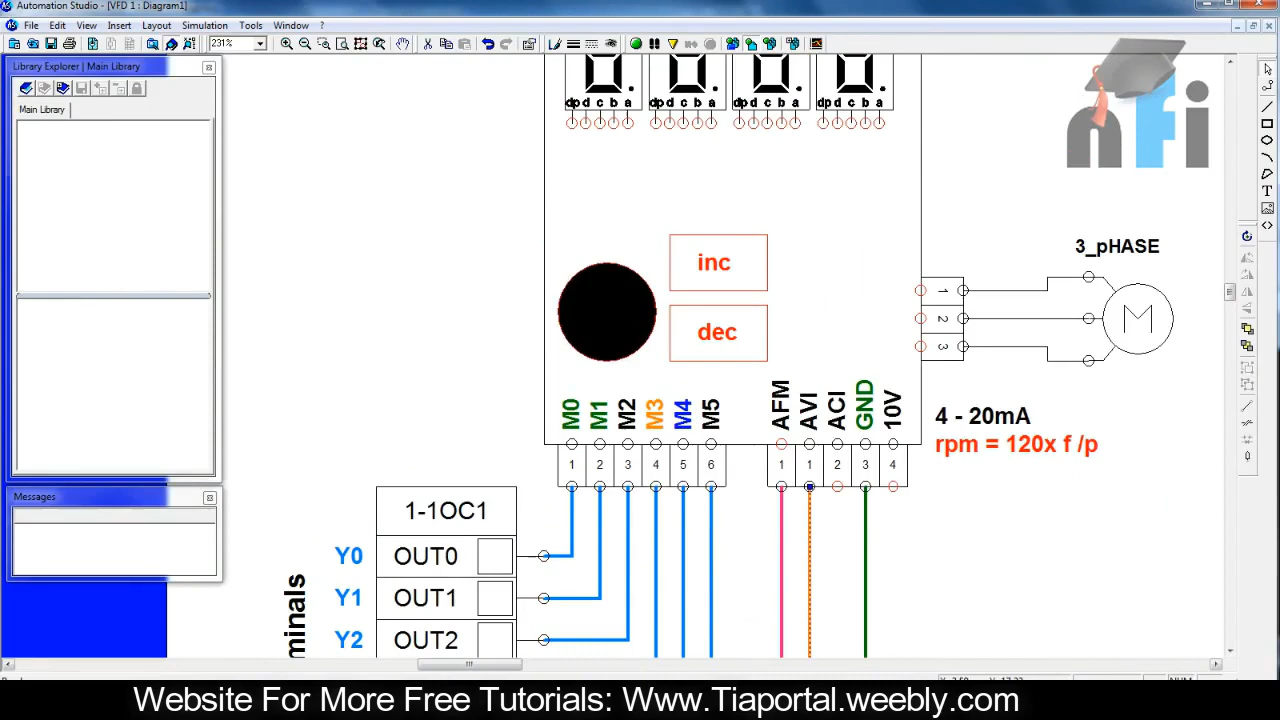 Automation Studio - [VFD 1 : Diagram1]
File Edit View Insert Layout Simulation Tools Window ?
231%
Library Explorer | Main Library
Main Library
Messages
dp d c b a dp d c b a dp d c b a dp d c b a
nfi
3_pHASE
inc
dec
1
2
3
M
M0 M1 M2 M3 M4 M5 AFM AVI ACI GND 10V
4 - 20mA
rpm = 120x f /p
1 2 3 4 5 6 1 1 2 3 4
1-1OC1
Y0 OUT0
Y1 OUT1
Y2 OUT2
minals
Website For More Free Tutorials: Www.Tiaportal.weebly.com